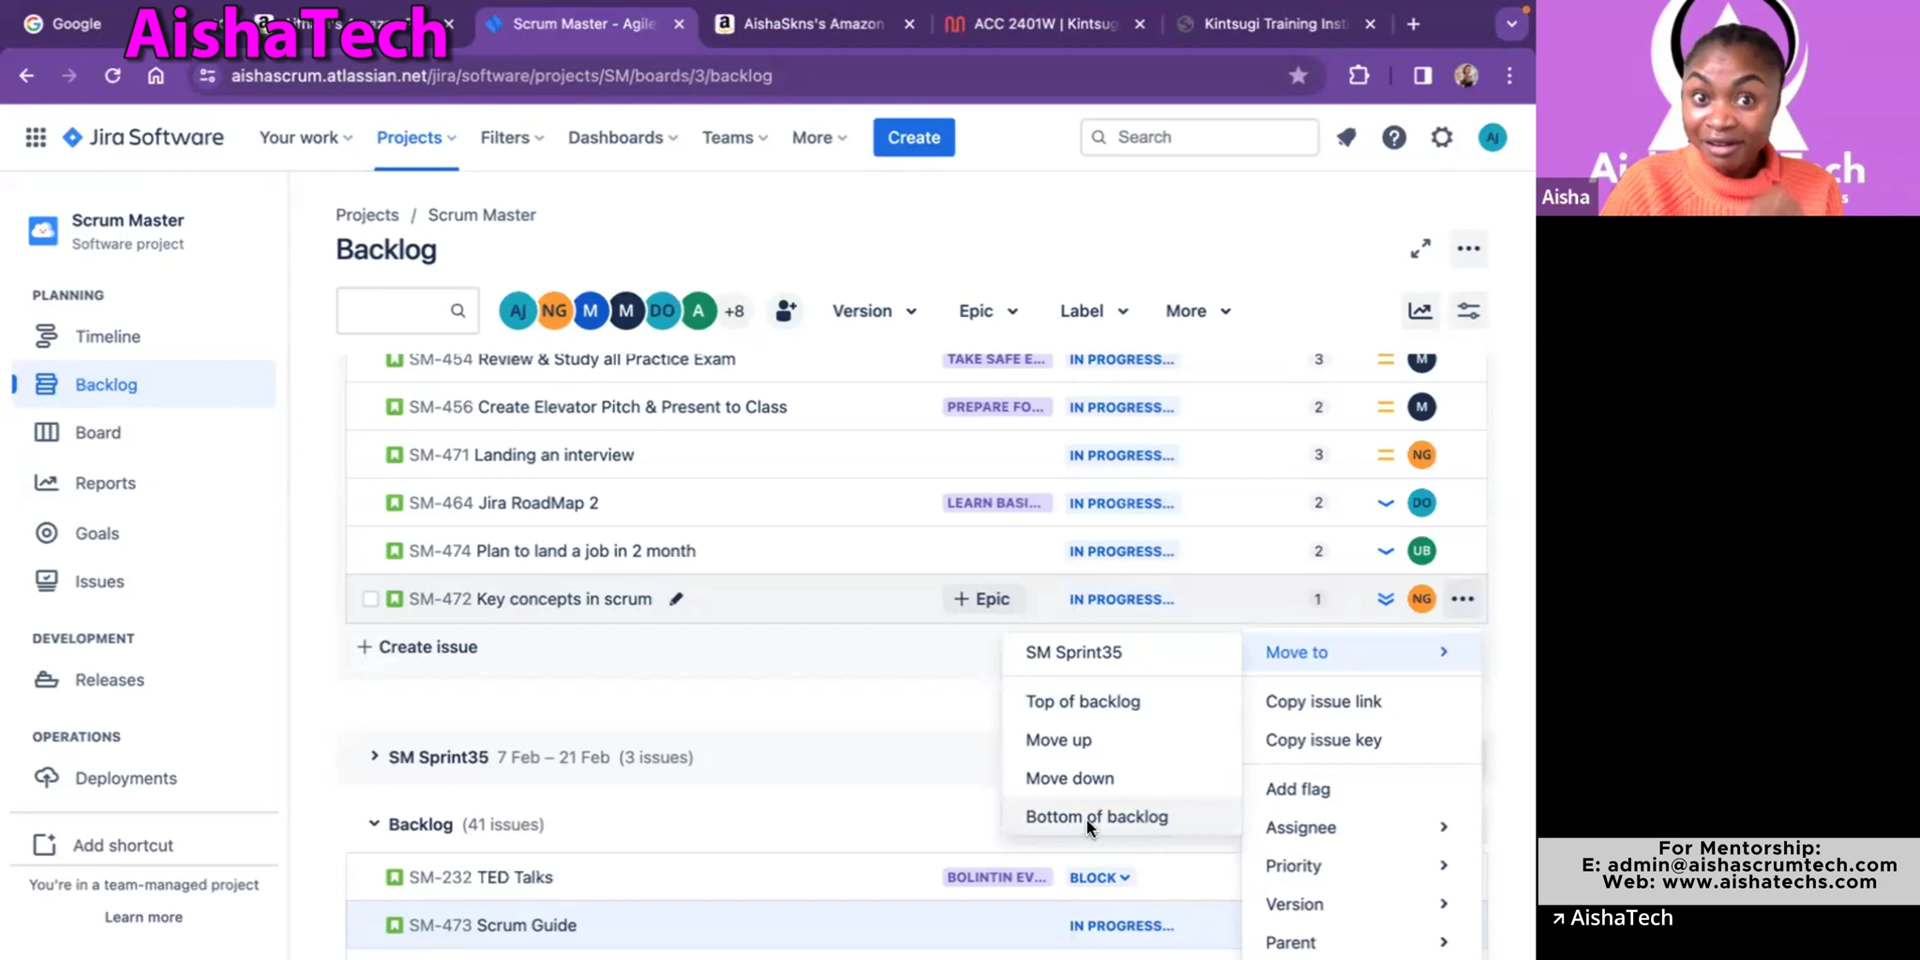 Google
AishaTech
Scrum Master - Agile
AishaSkns's Amazon
ACC 2401W | Kintsug
Kintsugi Training Inst
aishascrum.atlassian.net/jira/software/projects/SM/boards/3/backlog
Jira Software
Your work
Projects
Filters
Dashboards
Teams
More
Create
Search
AJ
Aisha
Scrum Master
Software project
PLANNING
Timeline
Backlog
Board
Reports
Goals
Issues
DEVELOPMENT
Releases
OPERATIONS
Deployments
Add shortcut
You're in a team-managed project
Learn more
Projects / Scrum Master
Backlog
AJ NG M M DO A +8
Version
Epic
Label
More
SM-454 Review & Study all Practice Exam TAKE SAFE E... IN PROGRESS... 3 M
SM-456 Create Elevator Pitch & Present to Class PREPARE FO... IN PROGRESS... 2 M
SM-471 Landing an interview IN PROGRESS... 3 NG
SM-464 Jira RoadMap 2 LEARN BASI... IN PROGRESS... 2 DO
SM-474 Plan to land a job in 2 month IN PROGRESS... 2 UB
SM-472 Key concepts in scrum + Epic IN PROGRESS... 1 NG
+ Create issue
SM Sprint35
Top of backlog
Move up
Move down
Bottom of backlog
Move to
Copy issue link
Copy issue key
Add flag
Assignee
Priority
Version
Parent
SM Sprint35 7 Feb – 21 Feb (3 issues)
Backlog (41 issues)
SM-232 TED Talks BOLINTIN EV... BLOCK
SM-473 Scrum Guide IN PROGRESS...
For Mentorship:
E: admin@aishascrumtech.com
Web: www.aishatechs.com
AishaTech